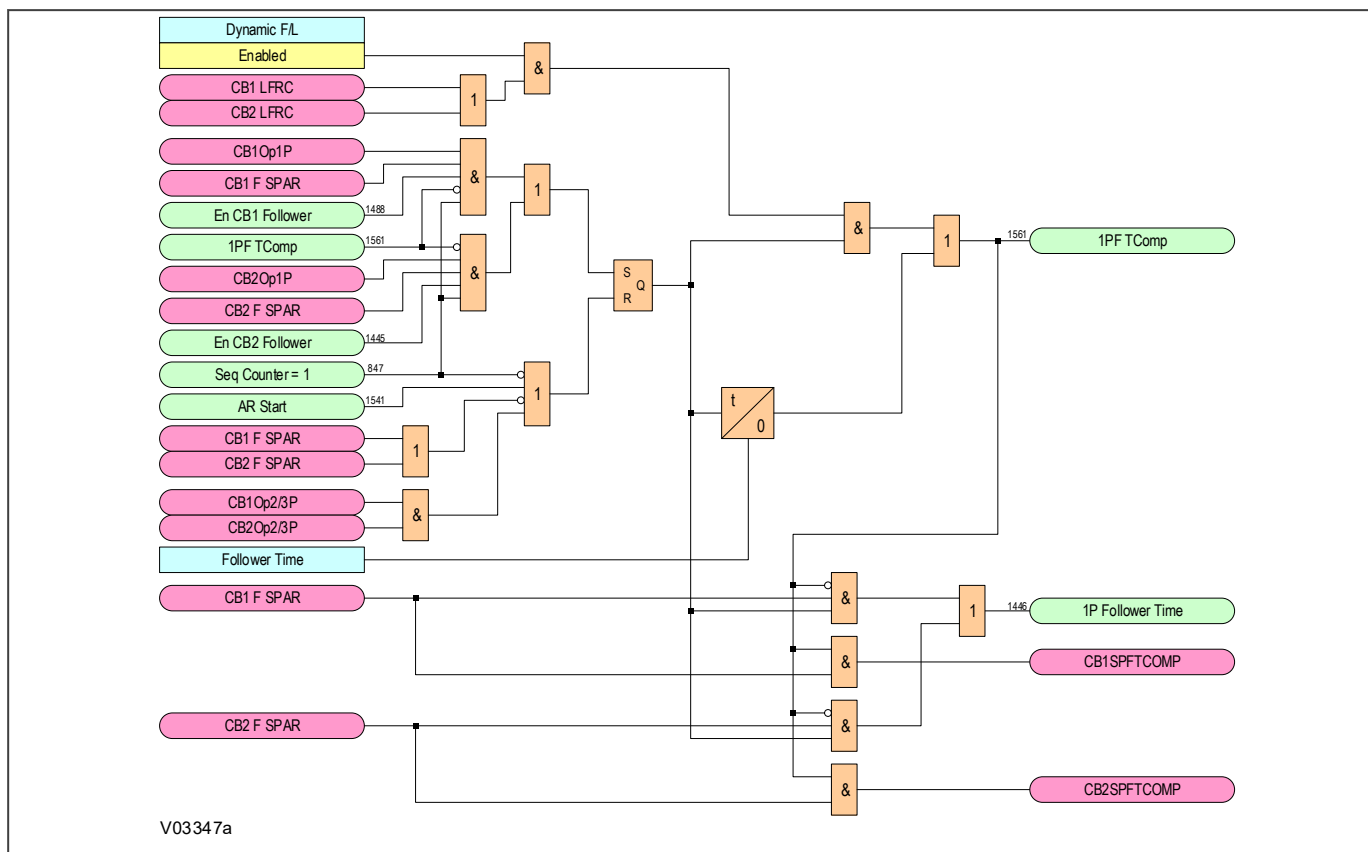 Dynamic F/L
Enabled
&
CB1 LFRC
1
CB2 LFRC
CB1Op1P
CB1 F SPAR
&
1
En CB1 Follower
1488
&
1
1PF TComp
1561
1561
1PF TComp
CB2Op1P
&
S
Q
R
CB2 F SPAR
En CB2 Follower
1445
Seq Counter = 1
847
1
AR Start
1541
t
0
CB1 F SPAR
1
CB2 F SPAR
CB1Op2/3P
&
CB2Op2/3P
Follower Time
CB1 F SPAR
&
1
1446
1P Follower Time
&
CB1SPFTCOMP
CB2 F SPAR
&
&
CB2SPFTCOMP
V03347a